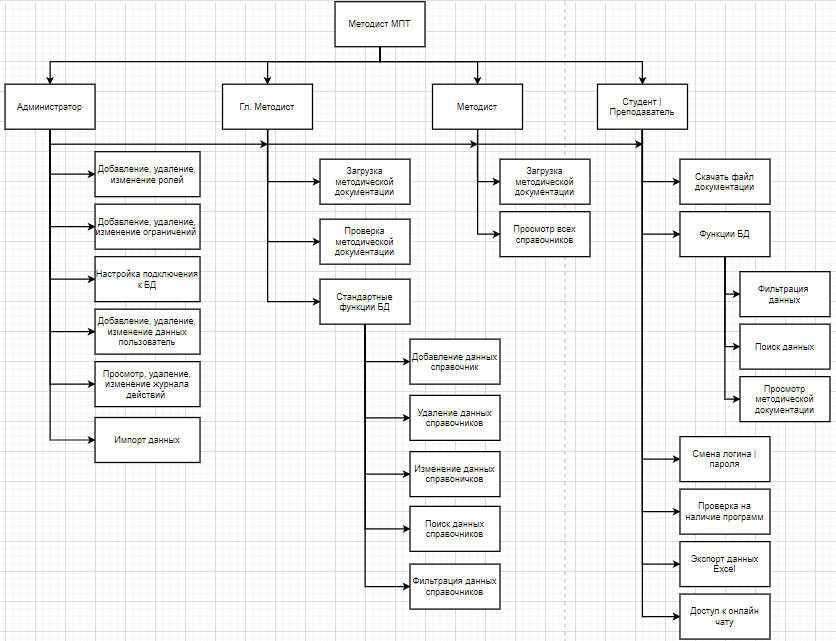 Методист МПТ
Администратор
Гл. Методист
Методист
Студент |
Преподаватель
Добавление, удаление,
изменение ролей
Добавление, удаление,
изменение ограничений
Настройка подключения
к БД
Добавление, удаление,
изменение данных
пользователь
Просмотр, удаление,
изменение журнала
действий
Импорт данных
Загрузка
методической
документации
Проверка
методической
документации
Стандартные
функции БД
Добавление данных
справочник
Удаление данных
справочников
Изменение данных
справоничков
Поиск данных
справочников
Фильтрация данных
справочников
Загрузка
методической
документации
Просмотр всех
справочников
Скачать файл
документации
Функции БД
Фильтрация
данных
Поиск данных
Просмотр
методической
документации
Смена логина |
пароля
Проверка на
наличие программ
Экспорт данных
Excel
Доступ к онлайн
чату